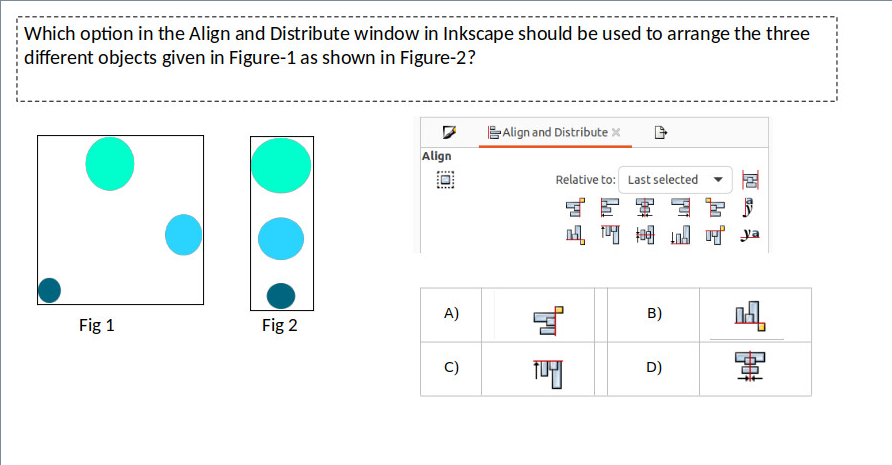 Which option in the Align and Distribute window in Inkscape should be used to arrange the three
different objects given in Figure-1 as shown in Figure-2?
Align and Distribute
Align
Relative to: Last selected
Fig 1
Fig 2
A)
B)
C)
D)